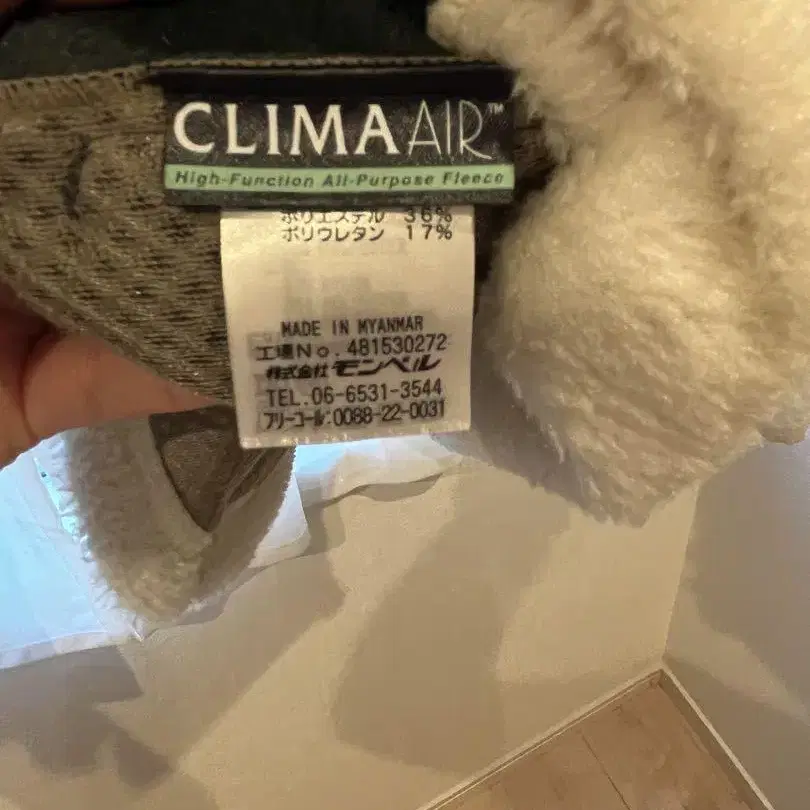 CLIMAAIR™
High-Function All-Purpose Fleece
ポリエステル 36%
ポリウレタン 17%
MADE IN MYANMAR
工場No.481530272
株式会社 モンベル
TEL.06-6531-3544
フリーコール:0088-22-0031